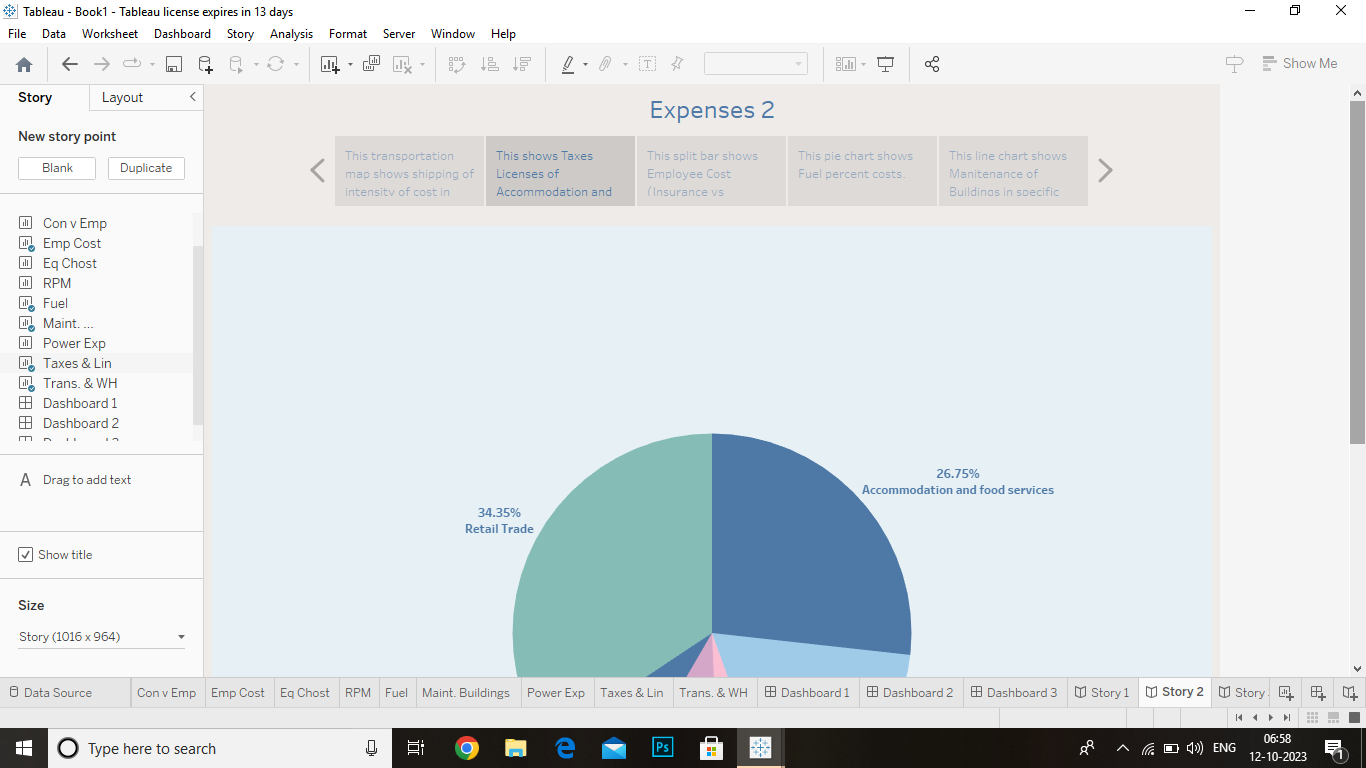 Tableau - Book1 - Tableau license expires in 13 days
File Data Worksheet Dashboard Story Analysis Format Server Window Help
Show Me
Story Layout
New story point
Blank Duplicate
Con v Emp
Emp Cost
Eq Chost
RPM
Fuel
Maint. ...
Power Exp
Taxes & Lin
Trans. & WH
Dashboard 1
Dashboard 2
A Drag to add text
Show title
Size
Story (1016 x 964)
Expenses 2
This transportation
map shows shipping of
intensity of cost in
This shows Taxes
Licenses of
Accommodation and
This split bar shows
Employee Cost
(Insurance vs
This pie chart shows
Fuel percent costs.
This line chart shows
Manitenance of
Buildings in specific
26.75%
Accommodation and food services
34.35%
Retail Trade
Data Source Con v Emp Emp Cost Eq Chost RPM Fuel Maint. Buildings Power Exp Taxes & Lin Trans. & WH Dashboard 1 Dashboard 2 Dashboard 3 Story 1 Story 2 Story
Type here to search
Ps
ENG
06:58
12-10-2023
1